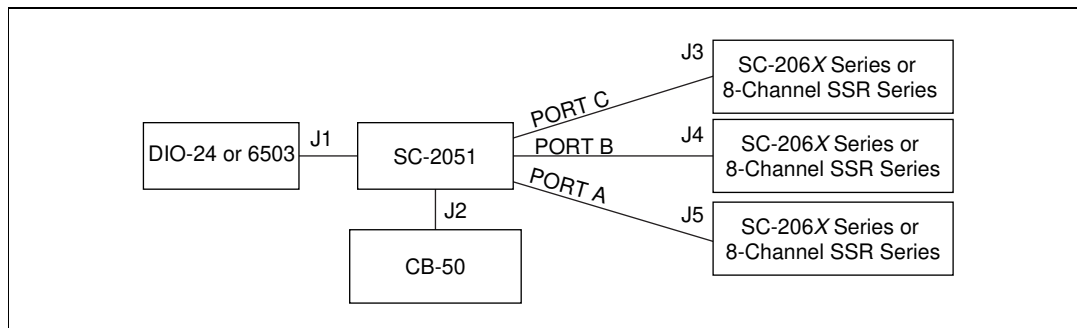 J3
SC-206X Series or
8-Channel SSR Series
PORT C
DIO-24 or 6503
J1
SC-2051
PORT B
J4
SC-206X Series or
8-Channel SSR Series
PORT A
J2
J5
SC-206X Series or
8-Channel SSR Series
CB-50